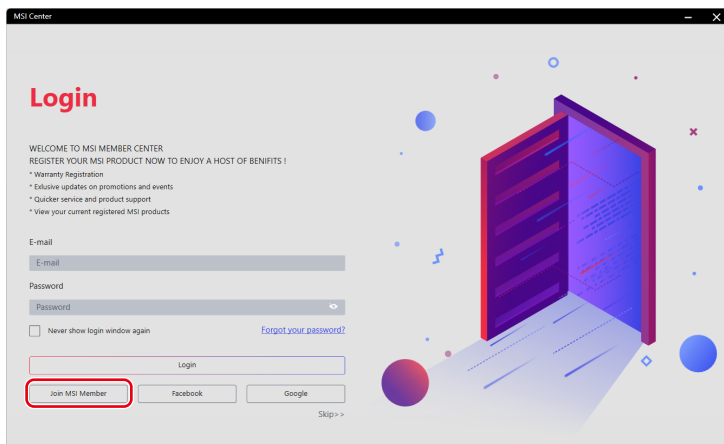 MSI Center
Login
WELCOME TO MSI MEMBER CENTER
REGISTER YOUR MSI PRODUCT NOW TO ENJOY A HOST OF BENIFITS !
* Warranty Registration
* Exlusive updates on promotions and events
* Quicker service and product support
* View your current registered MSI products
E-mail
E-mail
Password
Password
Never show login window again Forgot your password?
Login
Join MSI Member Facebook Google
Skip>>